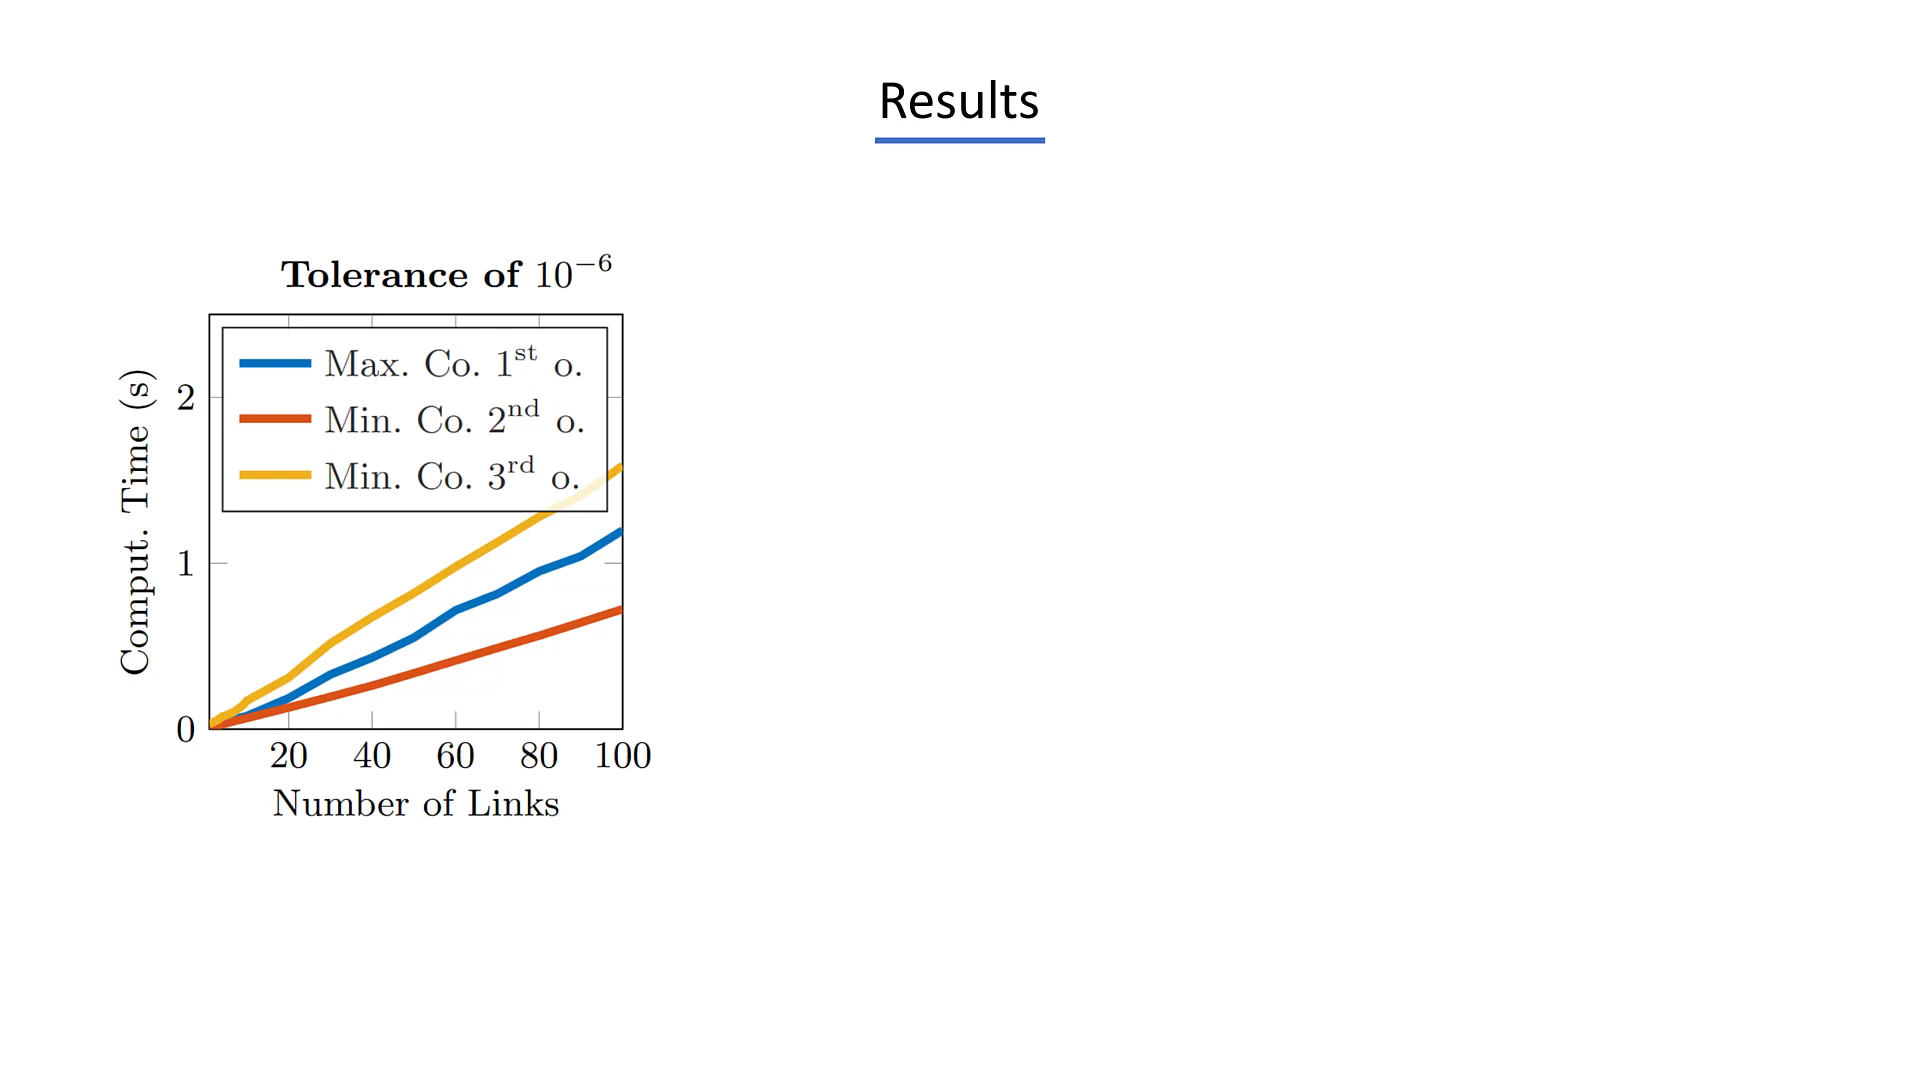 Results
Tolerance of 10⁻⁶
Max. Co. 1ˢᵗ o.
Min. Co. 2ⁿᵈ o.
Min. Co. 3ʳᵈ o.
Comput. Time (s)
2
1
0
20 40 60 80 100
Number of Links